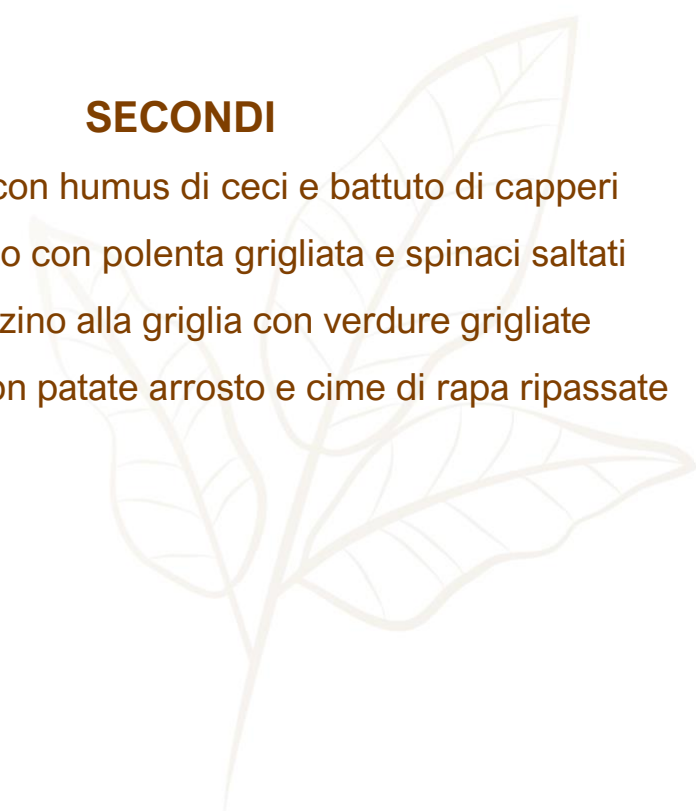 SECONDI
con humus di ceci e battuto di capperi
o con polenta grigliata e spinaci saltati
zino alla griglia con verdure grigliate
on patate arrosto e cime di rapa ripassate